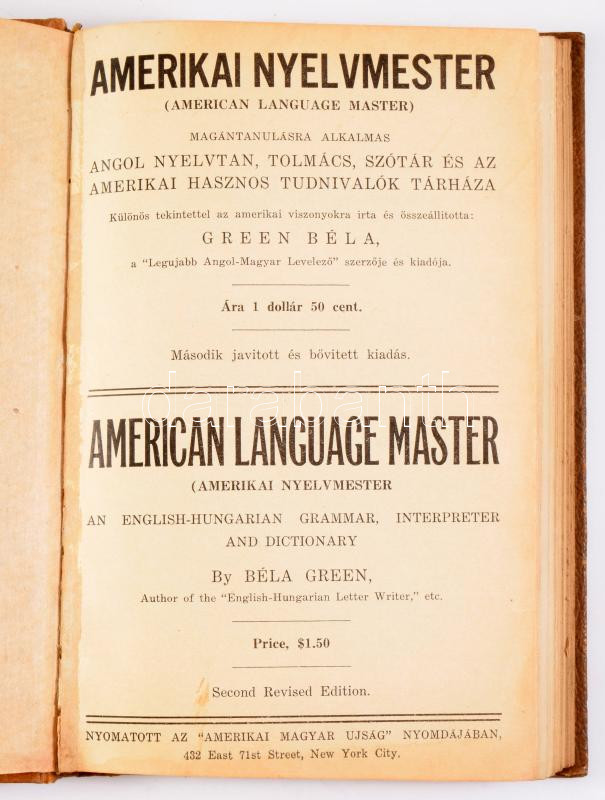 AMERIKAI NYELVMESTER
(AMERICAN LANGUAGE MASTER)
MAGÁNTANULÁSRA ALKALMAS
ANGOL NYELVTAN, TOLMÁCS, SZÓTÁR ÉS AZ
AMERIKAI HASZNOS TUDNIVALÓK TÁRHÁZA
Különös tekintettel az amerikai viszonyokra irta és összeállitotta:
GREEN BÉLA,
a "Legujabb Angol-Magyar Levelező" szerzője és kiadója.
Ára 1 dollár 50 cent.
Második javitott és bövitett kiadás.
darabanth
AMERICAN LANGUAGE MASTER
(AMERIKAI NYELVMESTER
AN ENGLISH-HUNGARIAN GRAMMAR, INTERPRETER
AND DICTIONARY
By BÉLA GREEN,
Author of the "English-Hungarian Letter Writer," etc.
Price, $1.50
Second Revised Edition.
NYOMATOTT AZ "AMERIKAI MAGYAR UJSÁG" NYOMDÁJÁBAN,
432 East 71st Street, New York City.